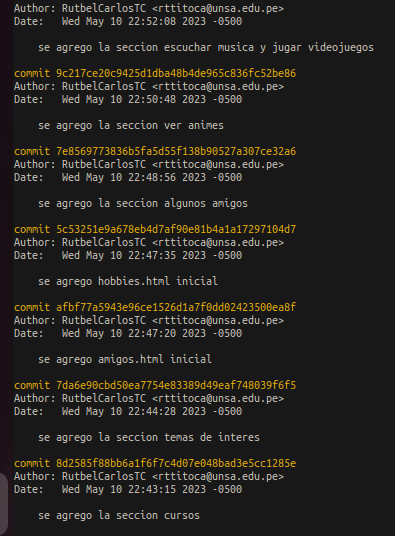 Author: RutbelCarlosTC <rttitoca@unsa.edu.pe>
Date:   Wed May 10 22:52:08 2023 -0500
se agrego la seccion escuchar musica y jugar videojuegos
commit 9c217ce20c9425d1dba48b4de965c836fc52be86
Author: RutbelCarlosTC <rttitoca@unsa.edu.pe>
Date:   Wed May 10 22:50:48 2023 -0500
se agrego la seccion ver animes
commit 7e8569773836b5fa5d55f138b90527a307ce32a6
Author: RutbelCarlosTC <rttitoca@unsa.edu.pe>
Date:   Wed May 10 22:48:56 2023 -0500
se agrego la seccion algunos amigos
commit 5c53251e9a678eb4d7af90e81b4a1a17297104d7
Author: RutbelCarlosTC <rttitoca@unsa.edu.pe>
Date:   Wed May 10 22:47:35 2023 -0500
se agrego hobbies.html inicial
commit afbf77a5943e96ce1526d1a7f0dd02423500ea8f
Author: RutbelCarlosTC <rttitoca@unsa.edu.pe>
Date:   Wed May 10 22:47:20 2023 -0500
se agrego amigos.html inicial
commit 7da6e90cbd50ea7754e83389d49eaf748039f6f5
Author: RutbelCarlosTC <rttitoca@unsa.edu.pe>
Date:   Wed May 10 22:44:28 2023 -0500
se agrego la seccion temas de interes
commit 8d2585f88bb6a1f6f7c4d07e048bad3e5cc1285e
Author: RutbelCarlosTC <rttitoca@unsa.edu.pe>
Date:   Wed May 10 22:43:15 2023 -0500
se agrego la seccion cursos